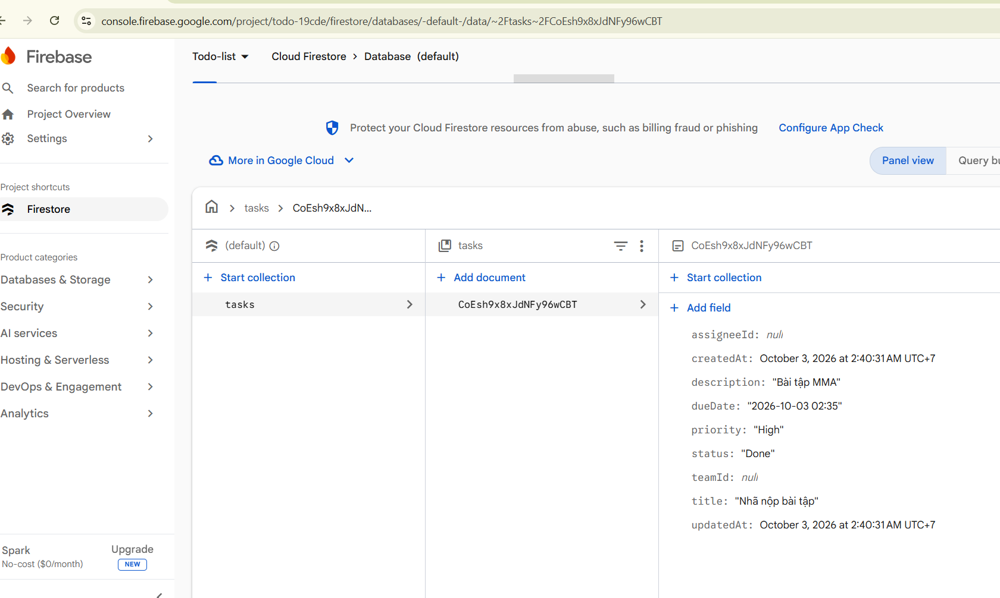 console.firebase.google.com/project/todo-19cde/firestore/databases/-default-/data/~2Ftasks~2FCoEsh9x8xJdNFy96wCBT
Firebase
Search for products
Project Overview
Settings
Project shortcuts
Firestore
Product categories
Databases & Storage
Security
AI services
Hosting & Serverless
DevOps & Engagement
Analytics
Spark
No-cost ($0/month)
Upgrade
NEW
Todo-list
Cloud Firestore > Database (default)
Protect your Cloud Firestore resources from abuse, such as billing fraud or phishing Configure App Check
More in Google Cloud
Panel view
Query bu
tasks > CoEsh9x8xJdN...
(default)
+ Start collection
tasks
tasks
+ Add document
CoEsh9x8xJdNFy96wCBT
CoEsh9x8xJdNFy96wCBT
+ Start collection
+ Add field
assigneeId: null
createdAt: October 3, 2026 at 2:40:31 AM UTC+7
description: "Bài tập MMA"
dueDate: "2026-10-03 02:35"
priority: "High"
status: "Done"
teamId: null
title: "Nhã nộp bài tập"
updatedAt: October 3, 2026 at 2:40:31 AM UTC+7